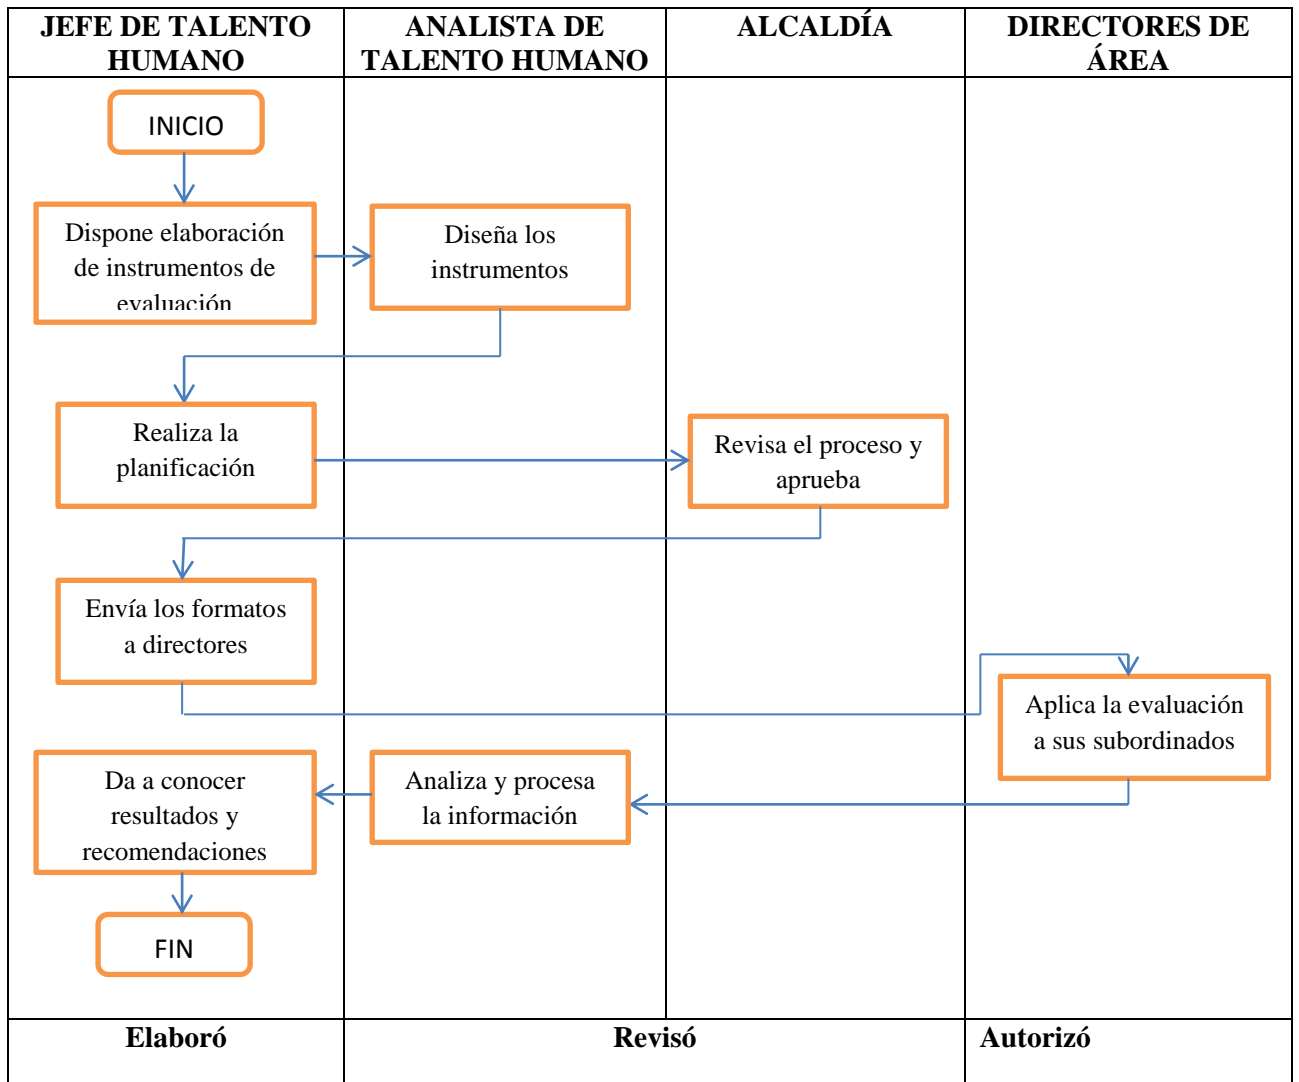 JEFE DE TALENTO
HUMANO
ANALISTA DE
TALENTO HUMANO
ALCALDÍA
DIRECTORES DE
ÁREA
INICIO
Dispone elaboración
de instrumentos de
evaluación
Diseña los
instrumentos
Realiza la
planificación
Revisa el proceso y
aprueba
Envía los formatos
a directores
Aplica la evaluación
a sus subordinados
Analiza y procesa
la información
Da a conocer
resultados y
recomendaciones
FIN
Elaboró
Revisó
Autorizó